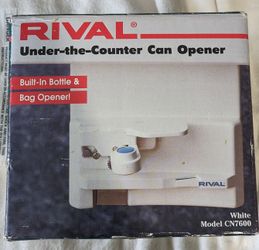 RIVAL®
Under-the-Counter Can Opener
Built-In Bottle &
Bag Opener!
RIVAL
White
Model CN7600